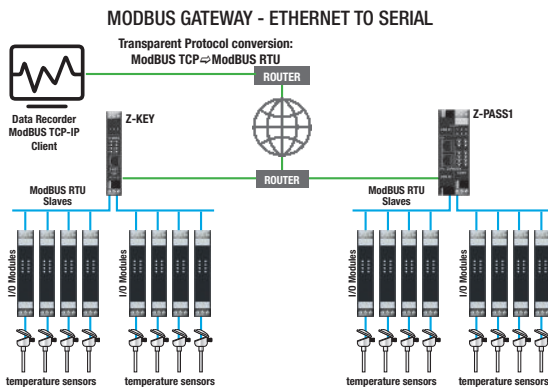 MODBUS GATEWAY - ETHERNET TO SERIAL
Transparent Protocol conversion:
ModBUS TCP⇨ModBUS RTU
ROUTER
Data Recorder
ModBUS TCP-IP
Client
Z-KEY
Z-PASS1
ROUTER
ModBUS RTU
Slaves
ModBUS RTU
Slaves
I/O Modules
I/O Modules
I/O Modules
I/O Modules
temperature sensors
temperature sensors
temperature sensors
temperature sensors